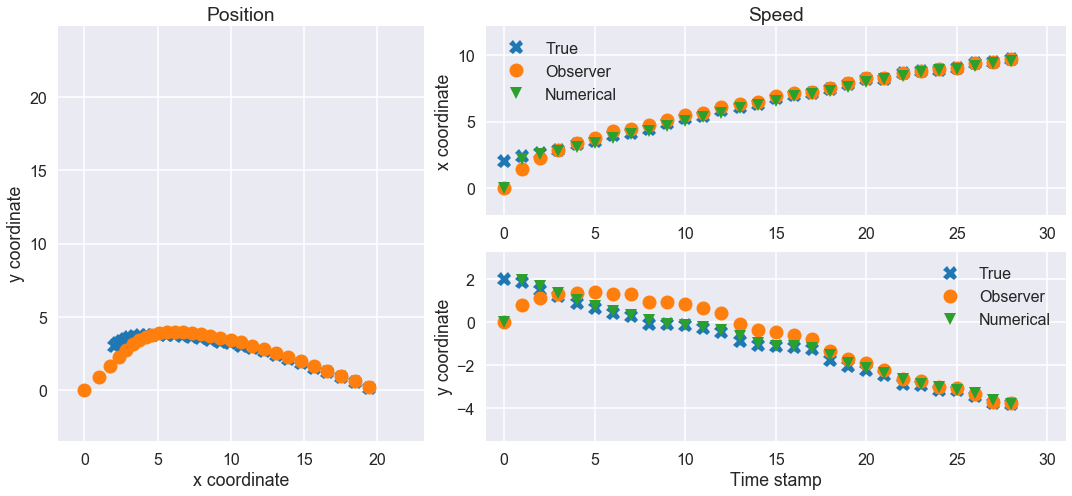 Position
20
15
10
5
0
y coordinate
0 5 10 15 20
x coordinate
Speed
True
Observer
Numerical
10
5
0
x coordinate
0 5 10 15 20 25 30
True
Observer
Numerical
2
0
−2
−4
y coordinate
0 5 10 15 20 25 30
Time stamp